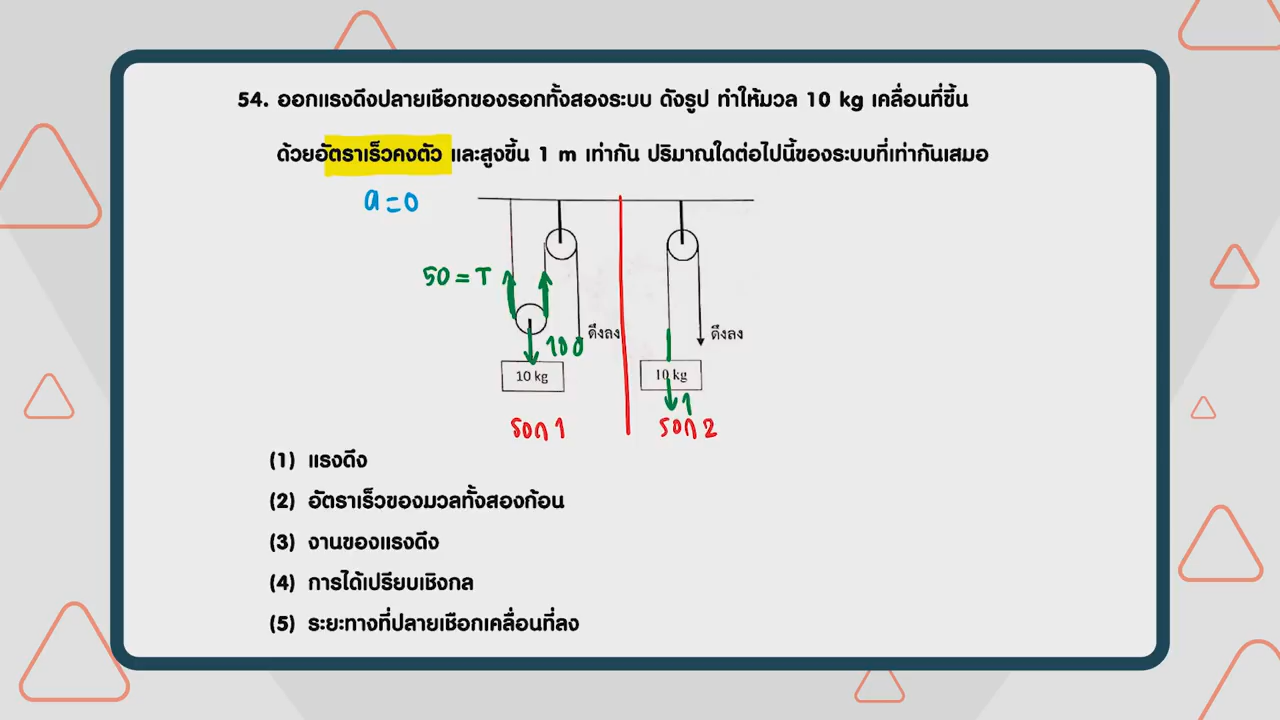 54. ออกแรงดึงปลายเชือกของรอกทั้งสองระบบ ดังรูป ทำให้มวล 10 kg เคลื่อนที่ขึ้น
ด้วยอัตราเร็วคงตัว และสูงขึ้น 1 m เท่ากัน ปริมาณใดต่อไปนี้ของระบบที่เท่ากันเสมอ
a=0
50 = T
100
ดึงลง
ดึงลง
10 kg
10 kg
1
รอก 1
รอก 2
(1) แรงดึง
(2) อัตราเร็วของมวลทั้งสองก้อน
(3) งานของแรงดึง
(4) การได้เปรียบเชิงกล
(5) ระยะทางที่ปลายเชือกเคลื่อนที่ลง